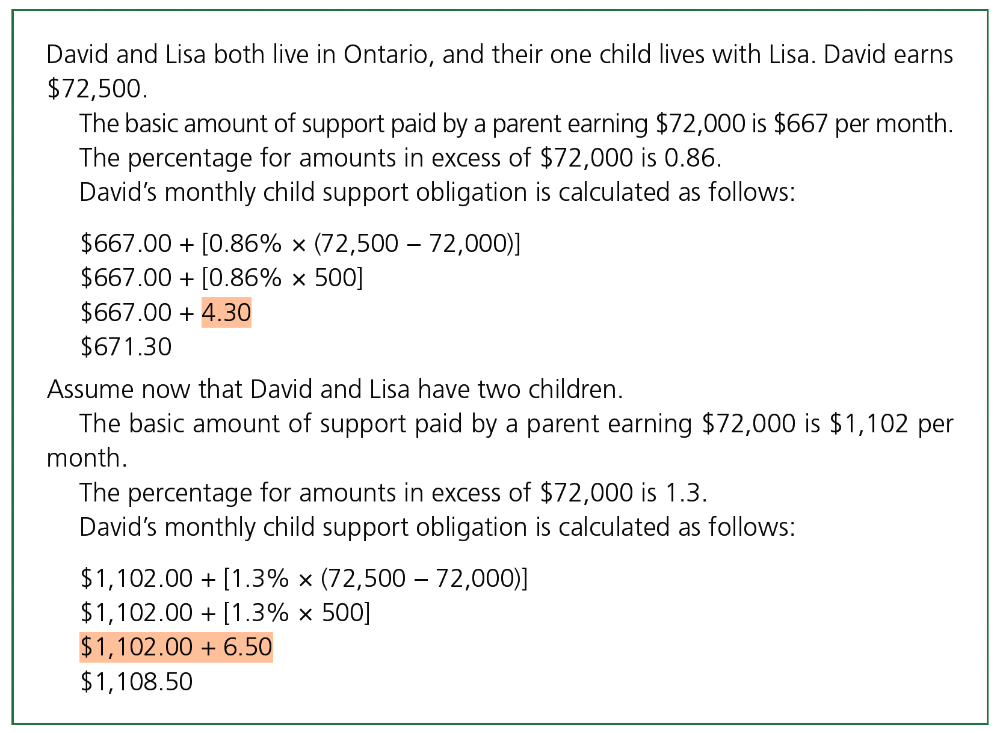 David and Lisa both live in Ontario, and their one child lives with Lisa. David earns
$72,500.
The basic amount of support paid by a parent earning $72,000 is $667 per month.
The percentage for amounts in excess of $72,000 is 0.86.
David’s monthly child support obligation is calculated as follows:
$667.00 + [0.86% × (72,500 – 72,000)]
$667.00 + [0.86% × 500]
$667.00 + 4.30
$671.30
Assume now that David and Lisa have two children.
The basic amount of support paid by a parent earning $72,000 is $1,102 per
month.
The percentage for amounts in excess of $72,000 is 1.3.
David’s monthly child support obligation is calculated as follows:
$1,102.00 + [1.3% × (72,500 – 72,000)]
$1,102.00 + [1.3% × 500]
$1,102.00 + 6.50
$1,108.50